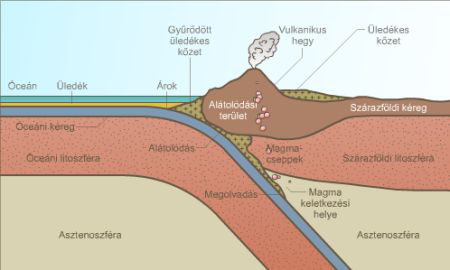 Gyűrődött
üledékes
kőzet
Vulkanikus
hegy
Üledékes
kőzet
Óceán
Üledék
Árok
Alátolódási
terület
Szárazföldi kéreg
Óceáni kéreg
Óceáni litoszféra
Alátolódás
Magma-
cseppek
Szárazföldi litoszféra
Megolvadás
Magma
keletkezési
helye
Asztenoszféra
Asztenoszféra